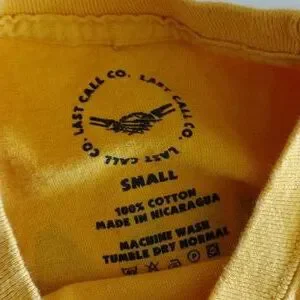 LAST CALL CO. LAST CALL CO. LAST CALL CO.
SMALL
100% COTTON
MADE IN NICARAGUA
MACHINE WASH
TUMBLE DRY NORMAL